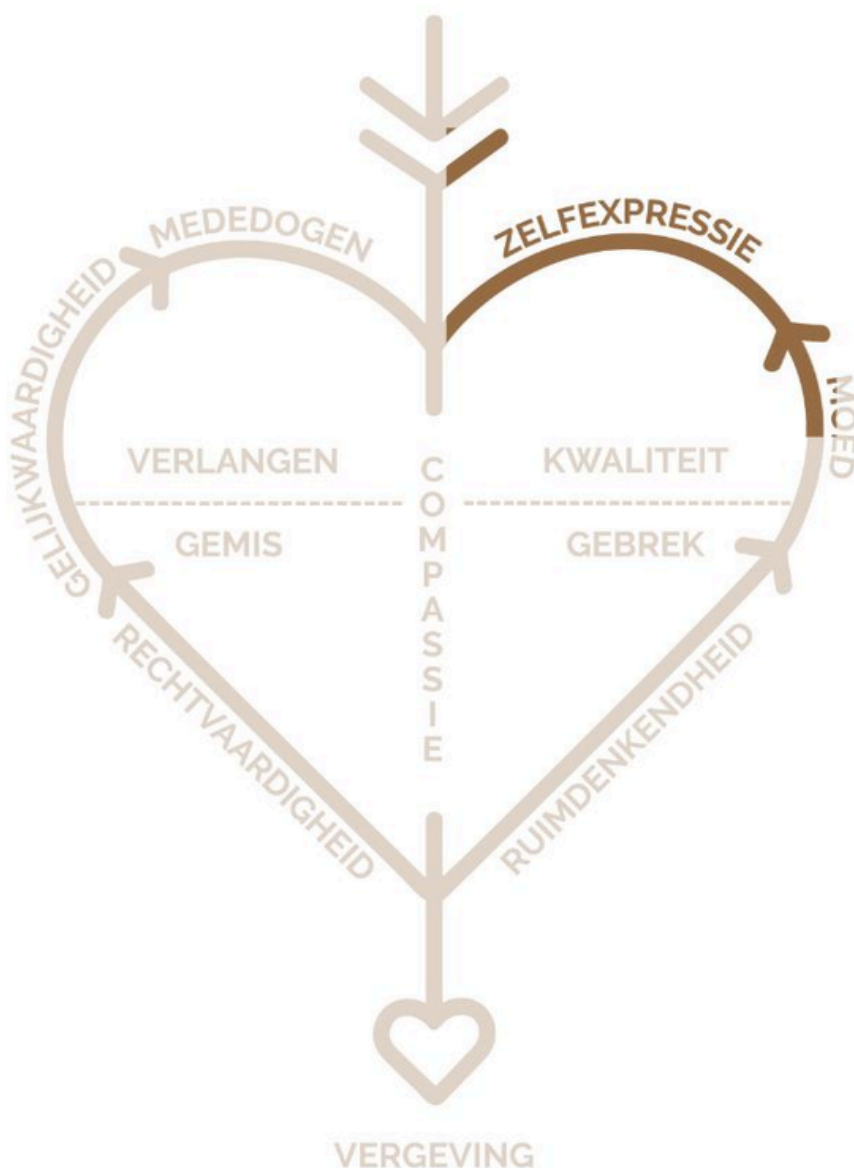 MEDEDOGEN
ZELFEXPRESSIE
GELIJKWAARDIGHEID
MOED
VERLANGEN
KWALITEIT
COMPASSIE
GEMIS
GEBREK
RECHTVAARDIGHEID
RUIMDENKENDHEID
VERGEVING